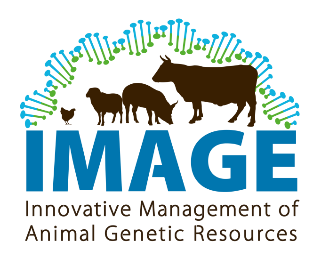 IMAGE
Innovative Management of
Animal Genetic Resources